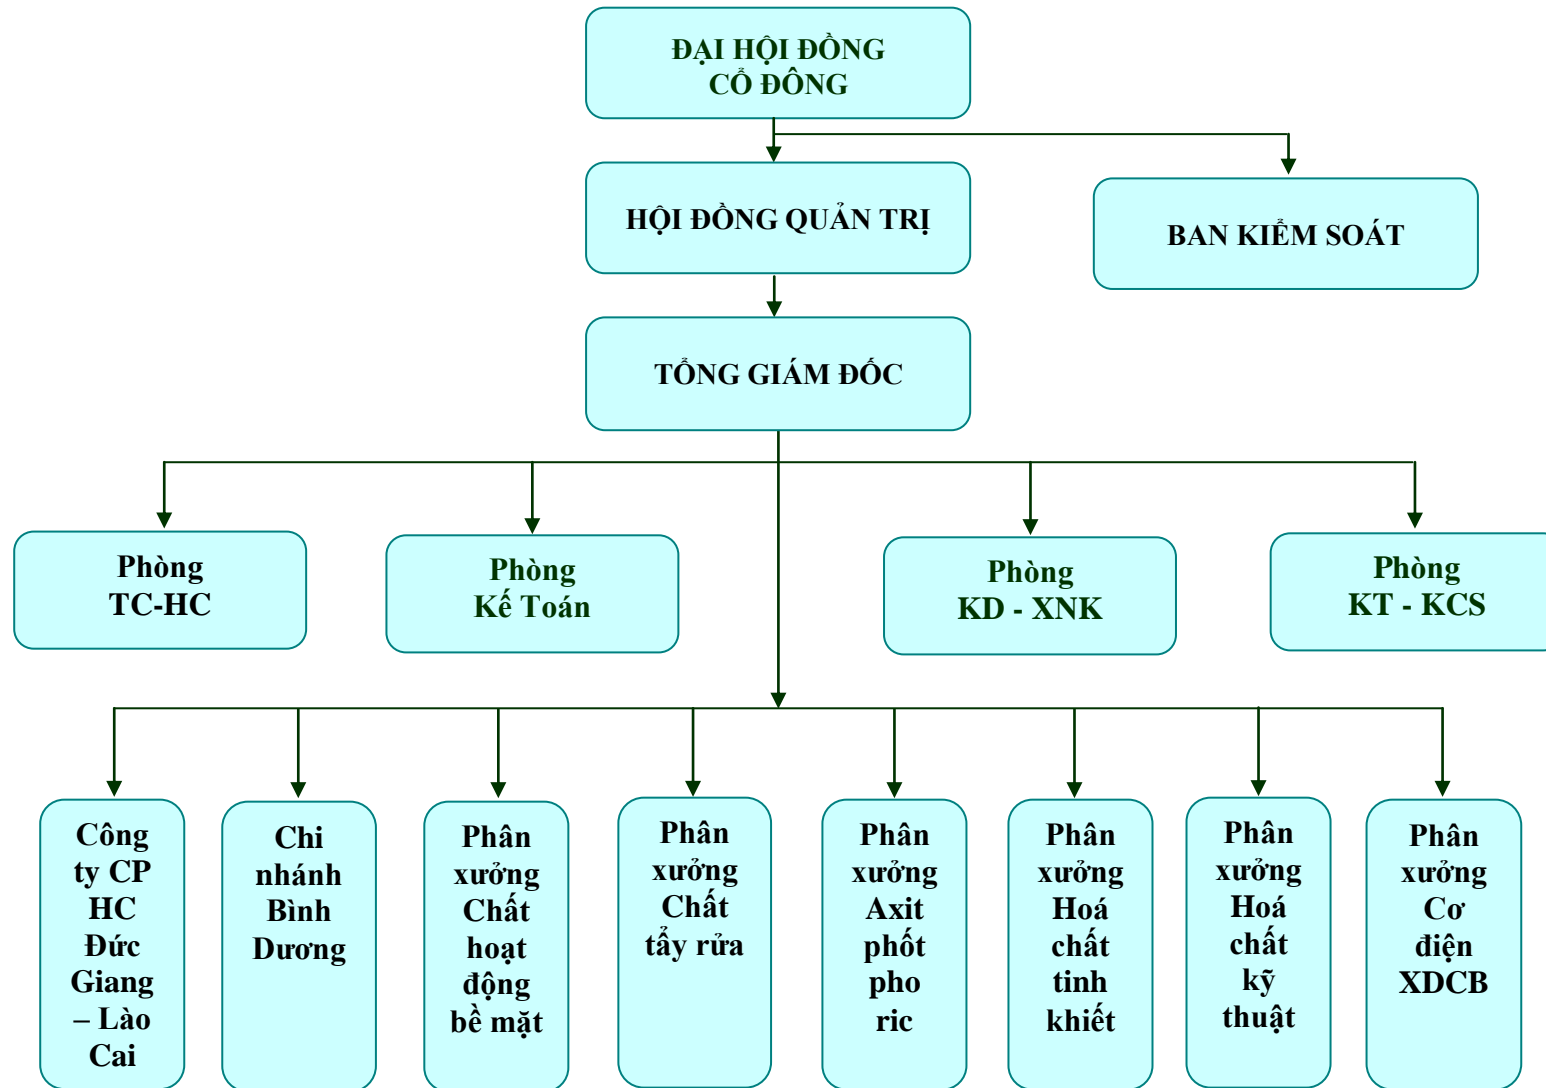 ĐẠI HỘI ĐỒNG
CỔ ĐÔNG
HỘI ĐỒNG QUẢN TRỊ
BAN KIỂM SOÁT
TỔNG GIÁM ĐỐC
Phòng
TC-HC
Phòng
Kế Toán
Phòng
KD - XNK
Phòng
KT - KCS
Công
ty CP
HC
Đức
Giang
– Lào
Cai
Chi
nhánh
Bình
Dương
Phân
xưởng
Chất
hoạt
động
bề mặt
Phân
xưởng
Chất
tẩy rửa
Phân
xưởng
Axit
phốt
pho
ric
Phân
xưởng
Hoá
chất
tinh
khiết
Phân
xưởng
Hoá
chất
kỹ
thuật
Phân
xưởng
Cơ
điện
XDCB